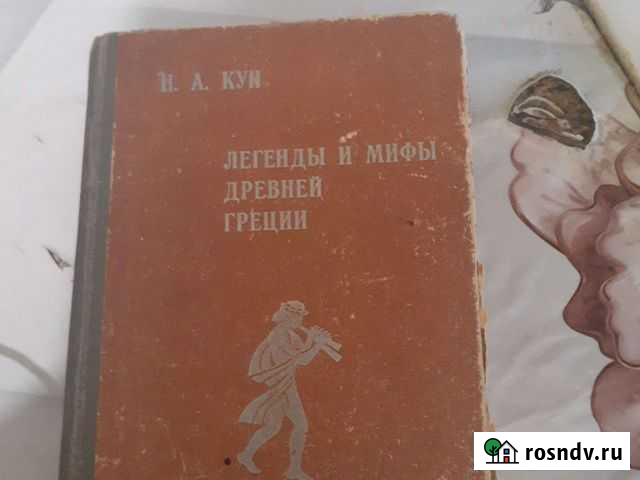 Н. А. КУН
ЛЕГЕНДЫ И МИФЫ
ДРЕВНЕЙ
ГРЕЦИИ
rosndv.ru